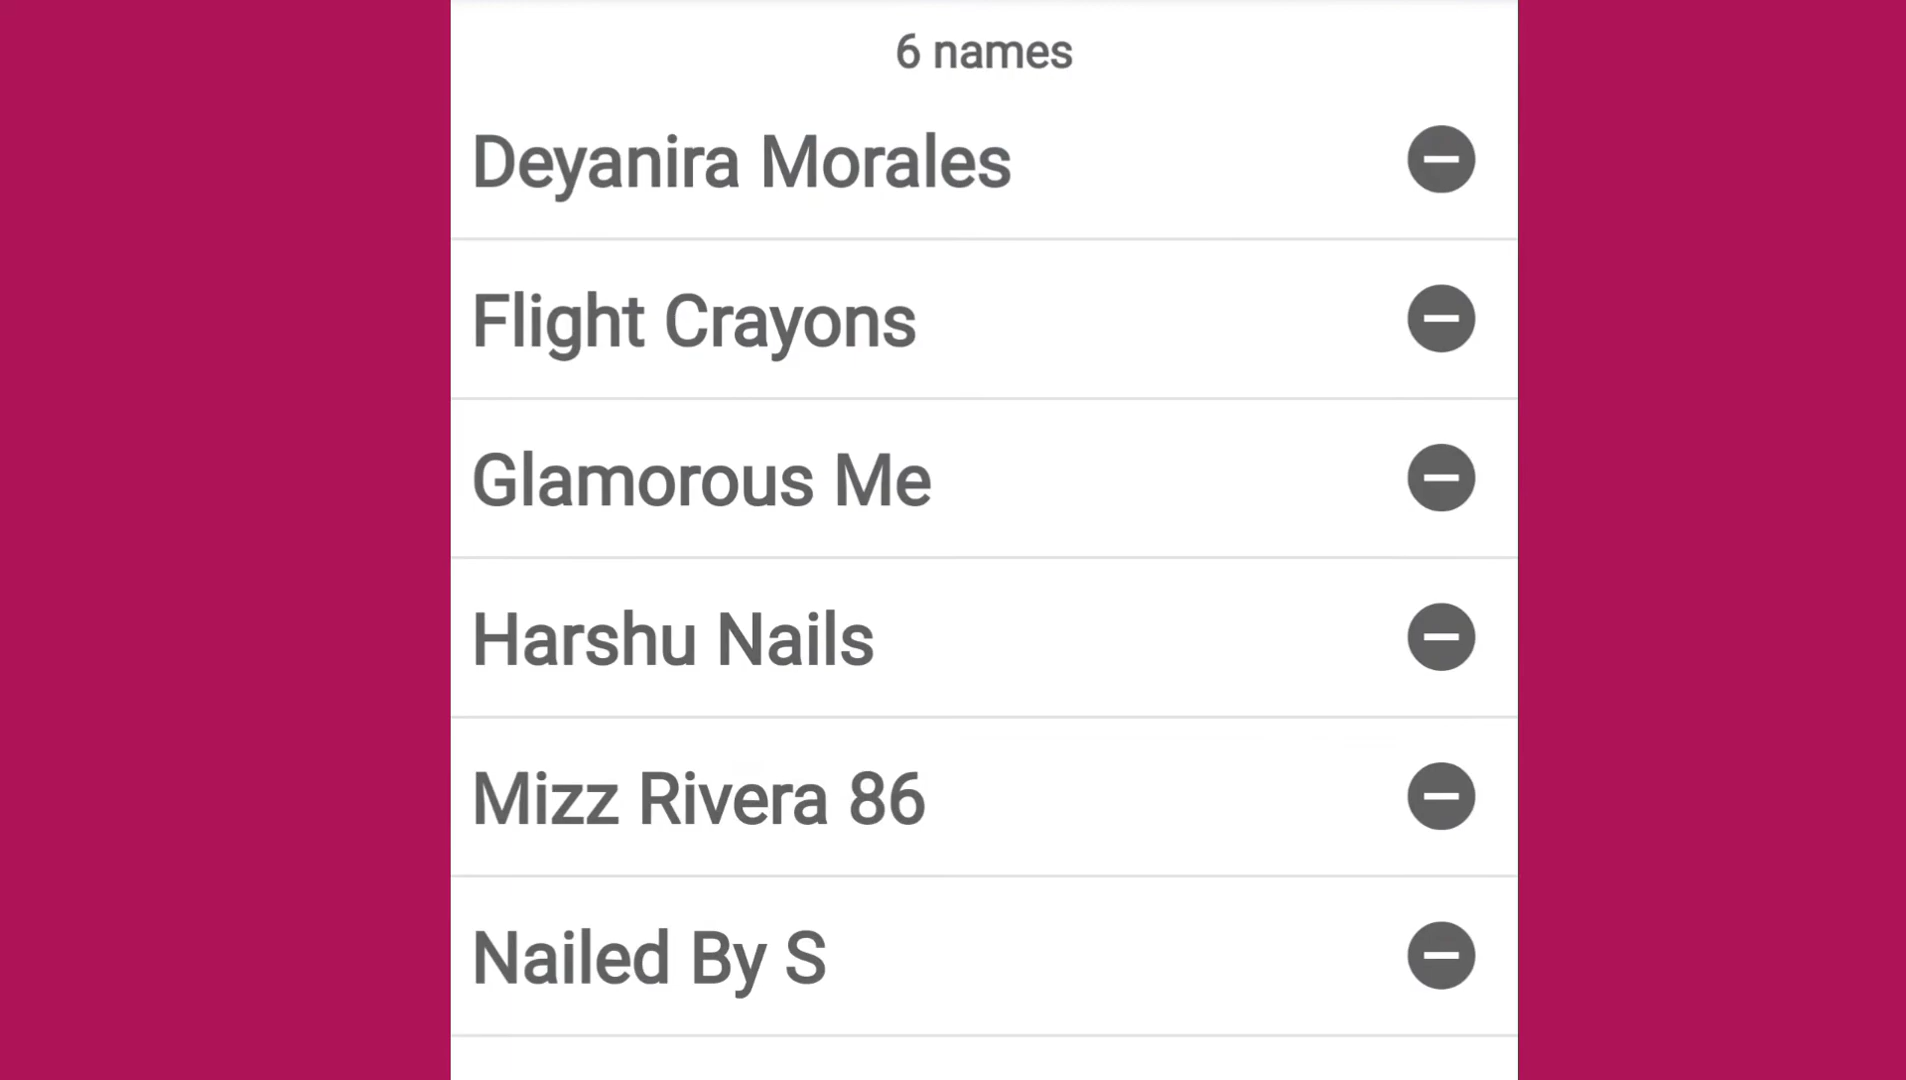 6 names
Deyanira Morales
Flight Crayons
Glamorous Me
Harshu Nails
Mizz Rivera 86
Nailed By S